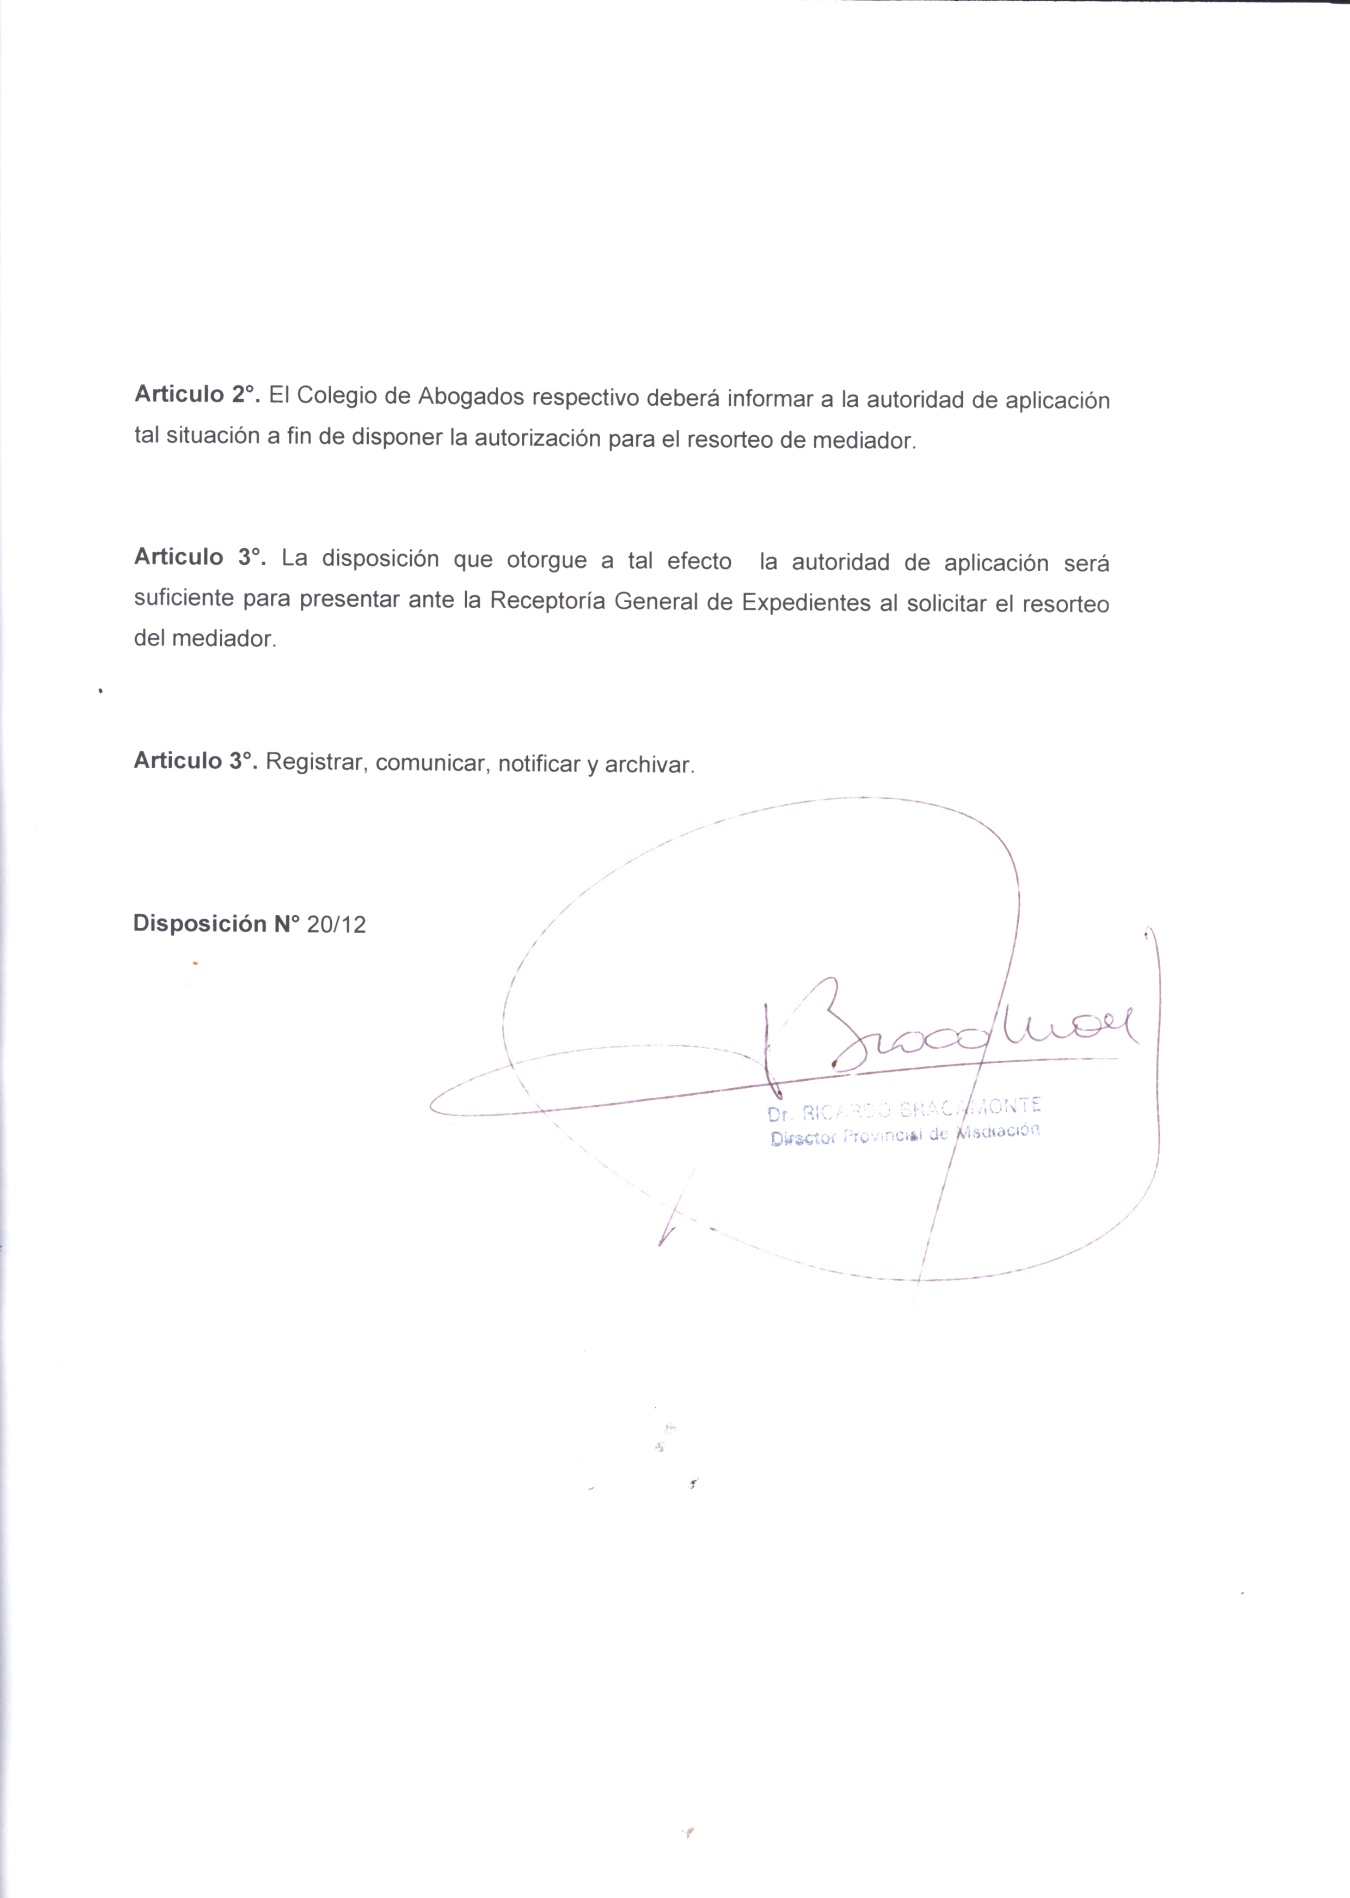 Articulo 2°. El Colegio de Abogados respectivo deberá informar a la autoridad de aplicación
tal situación a fin de disponer la autorización para el resorteo de mediador.
Articulo 3°. La disposición que otorgue a tal efecto la autoridad de aplicación será
suficiente para presentar ante la Receptoría General de Expedientes al solicitar el resorteo
del mediador.
Articulo 3°. Registrar, comunicar, notificar y archivar.
Disposición N° 20/12
Dr. RICARDO BRACAMONTE
Director Provincial de Mediación